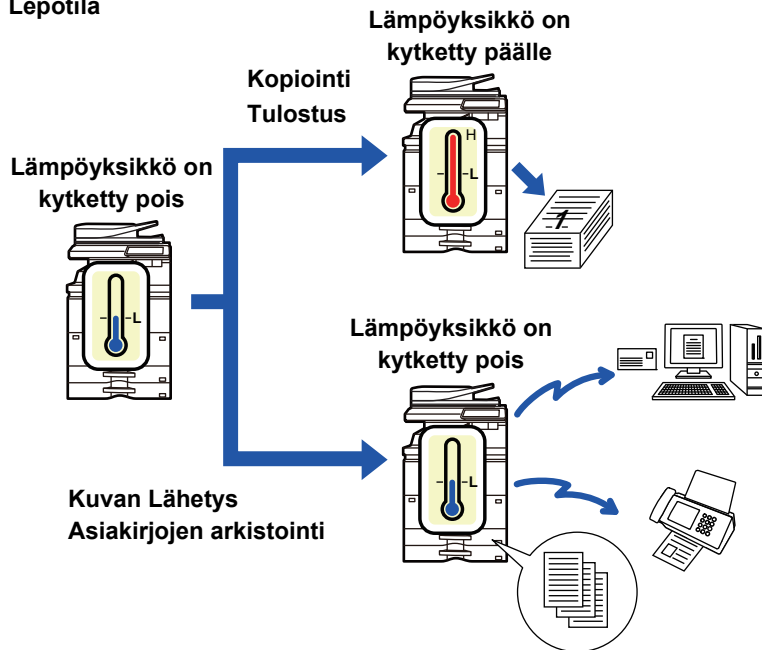 Lepotila
Lämpöyksikkö on
kytketty päälle
Kopiointi
Tulostus
H
L
1
Lämpöyksikkö on
kytketty pois
L
Lämpöyksikkö on
kytketty pois
L
Kuvan Lähetys
Asiakirjojen arkistointi